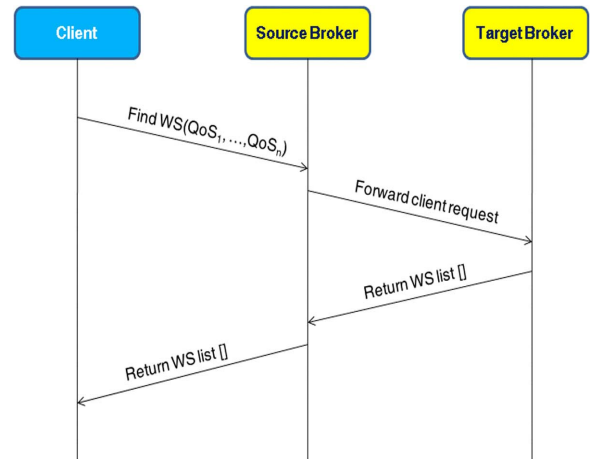 Client
Source Broker
Target Broker
Find WS(QoS₁, …,QoSₙ)
Forward client request
Return WS list []
Return WS list []